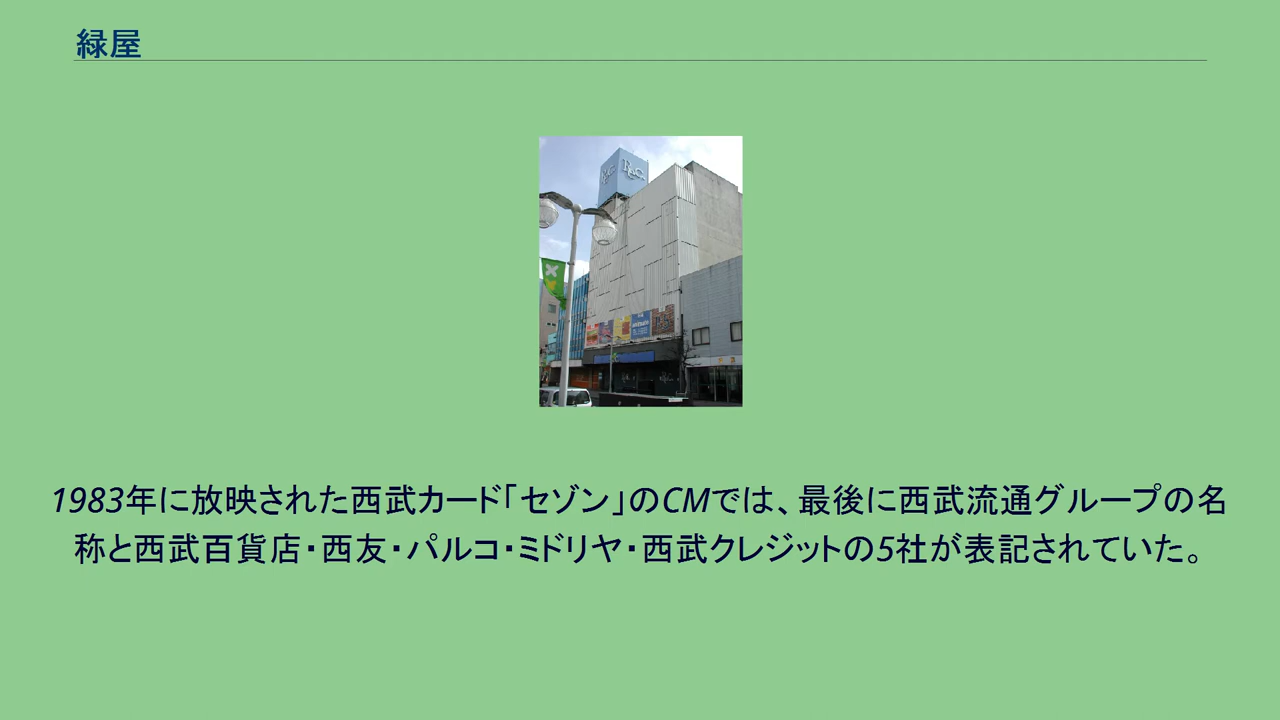 緑屋
1983年に放映された西武カード｢セゾン｣のCMでは､最後に西武流通グループの名
称と西武百貨店･西友･パルコ･ミドリヤ･西武クレジットの5社が表記されていた｡